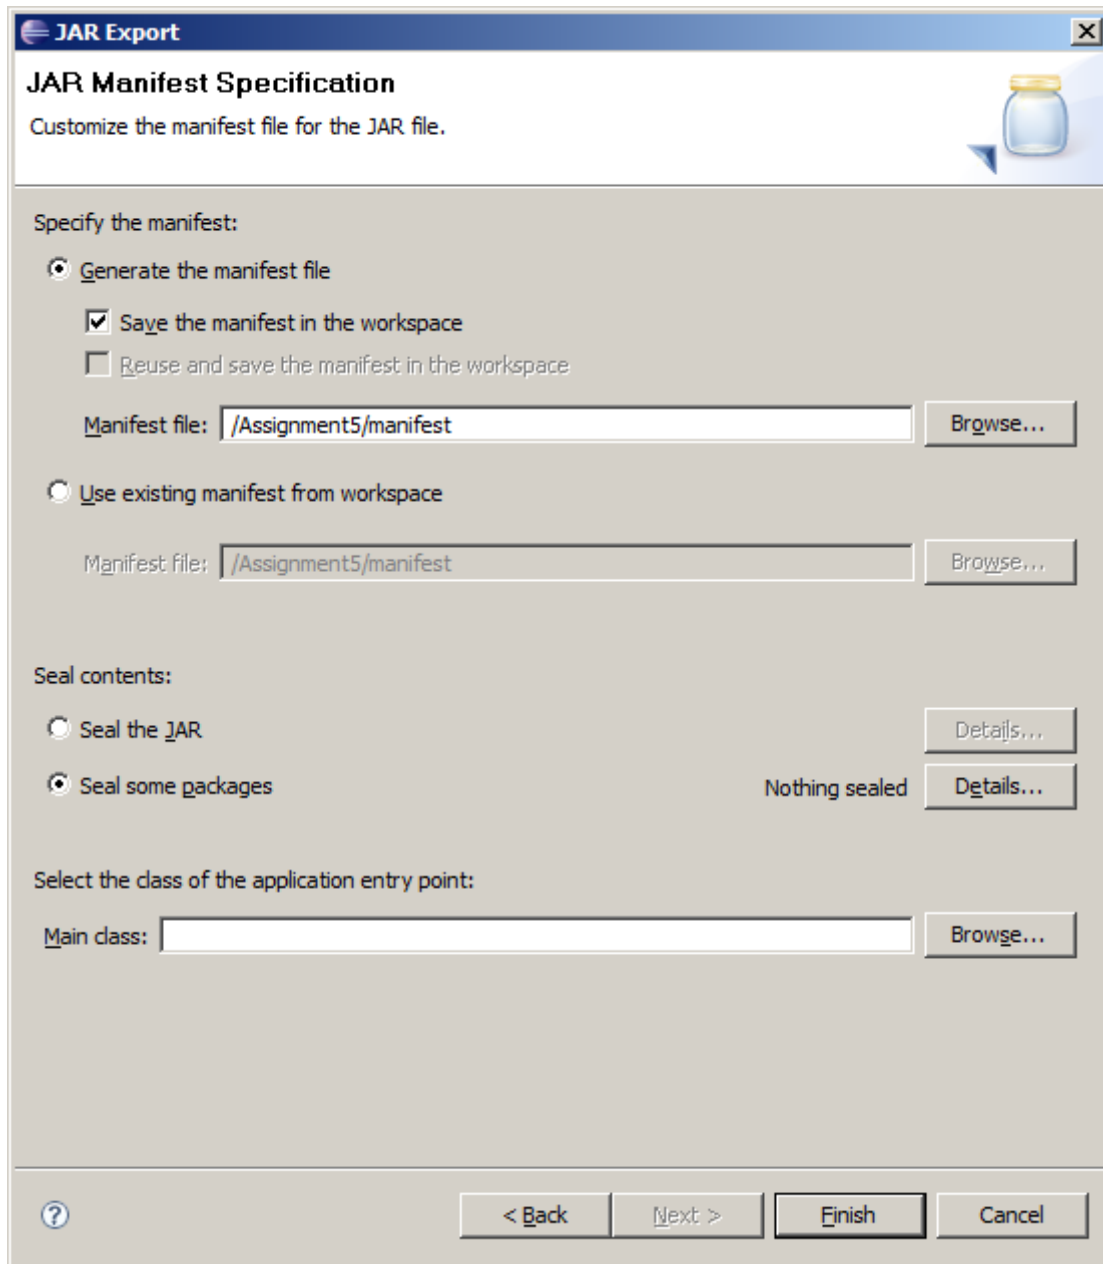 JAR Export
JAR Manifest Specification
Customize the manifest file for the JAR file.
Specify the manifest:
Generate the manifest file
Save the manifest in the workspace
Reuse and save the manifest in the workspace
Manifest file: /Assignment5/manifest Browse...
Use existing manifest from workspace
Manifest file: /Assignment5/manifest Browse...
Seal contents:
Seal the JAR Details...
Seal some packages Nothing sealed Details...
Select the class of the application entry point:
Main class: Browse...
? < Back Next > Finish Cancel